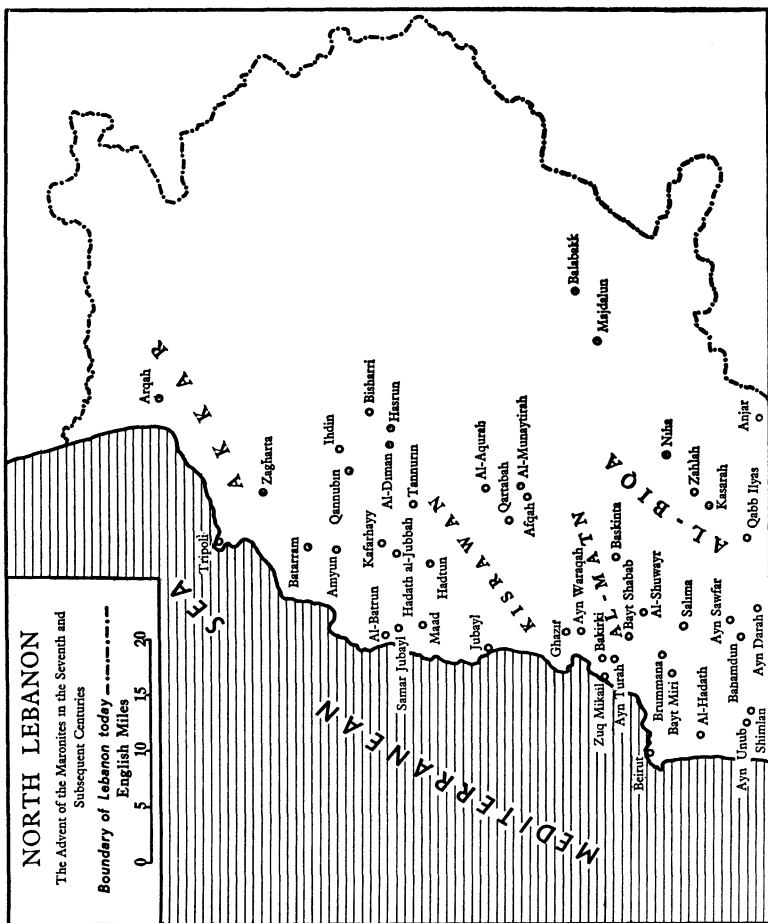 NORTH LEBANON
The Advent of the Maronites in the Seventh and
Subsequent Centuries
Boundary of Lebanon today
English Miles
0 5 10 15 20
MEDITERRANEAN
SEA
AKKAR
KISRAWAN
AL-MATN
AL-BIQA
Arqah
Tripoli
Zagharta
Batarram
Amyun
Ihdin
Qannubin
Bisharri
Kafarhayy
Al-Diman
Hasrun
Al-Batrun
Hadath al-Jubbah
Tannurin
Samar Jubayl
Maad
Hadtun
Jubayl
Al-Aqurah
Qartabah
Al-Munaytirah
Afqah
Ghazir
Ayn Waraqah
Bakirki
Zuq Mikail
Ayn Turah
Bayt Shabab
Baskinta
Al-Shuwayr
Beirut
Brummana
Bayt Miri
Salima
Al-Hadath
Ayn Sawfar
Bahamdun
Ayn Unub
Shimlan
Ayn Darah
Balabakk
Majdalun
Niha
Zahlah
Kasarah
Qabb Ilyas
Anjar